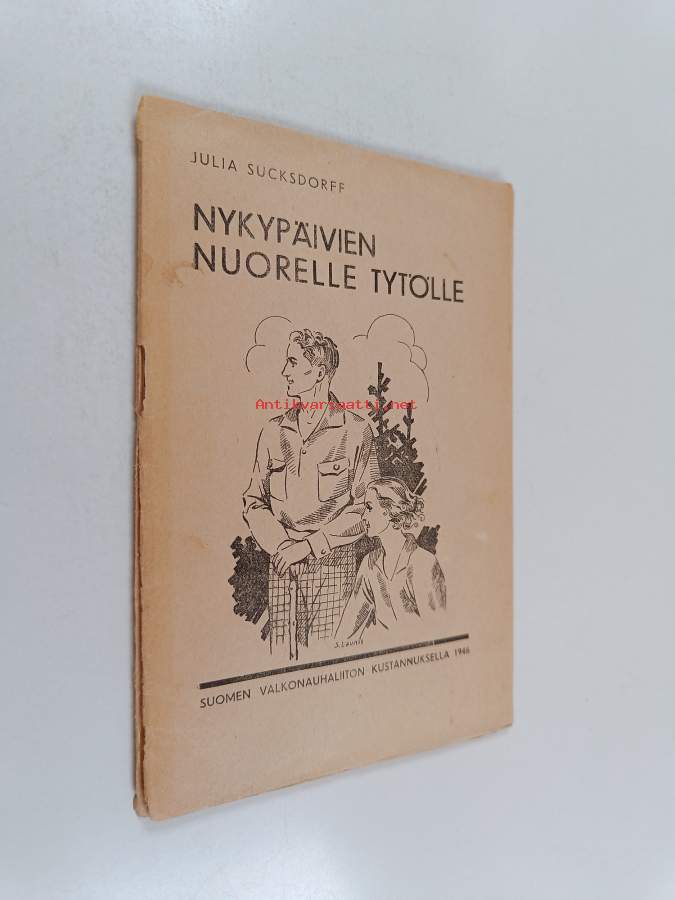 JULIA SUCKSDORFF
NYKYPÄIVIEN
NUORELLE TYTÖLLE
Antikvariaatti.net
S. Launis
SUOMEN VALKONAUHALIITON KUSTANNUKSELLA 1946